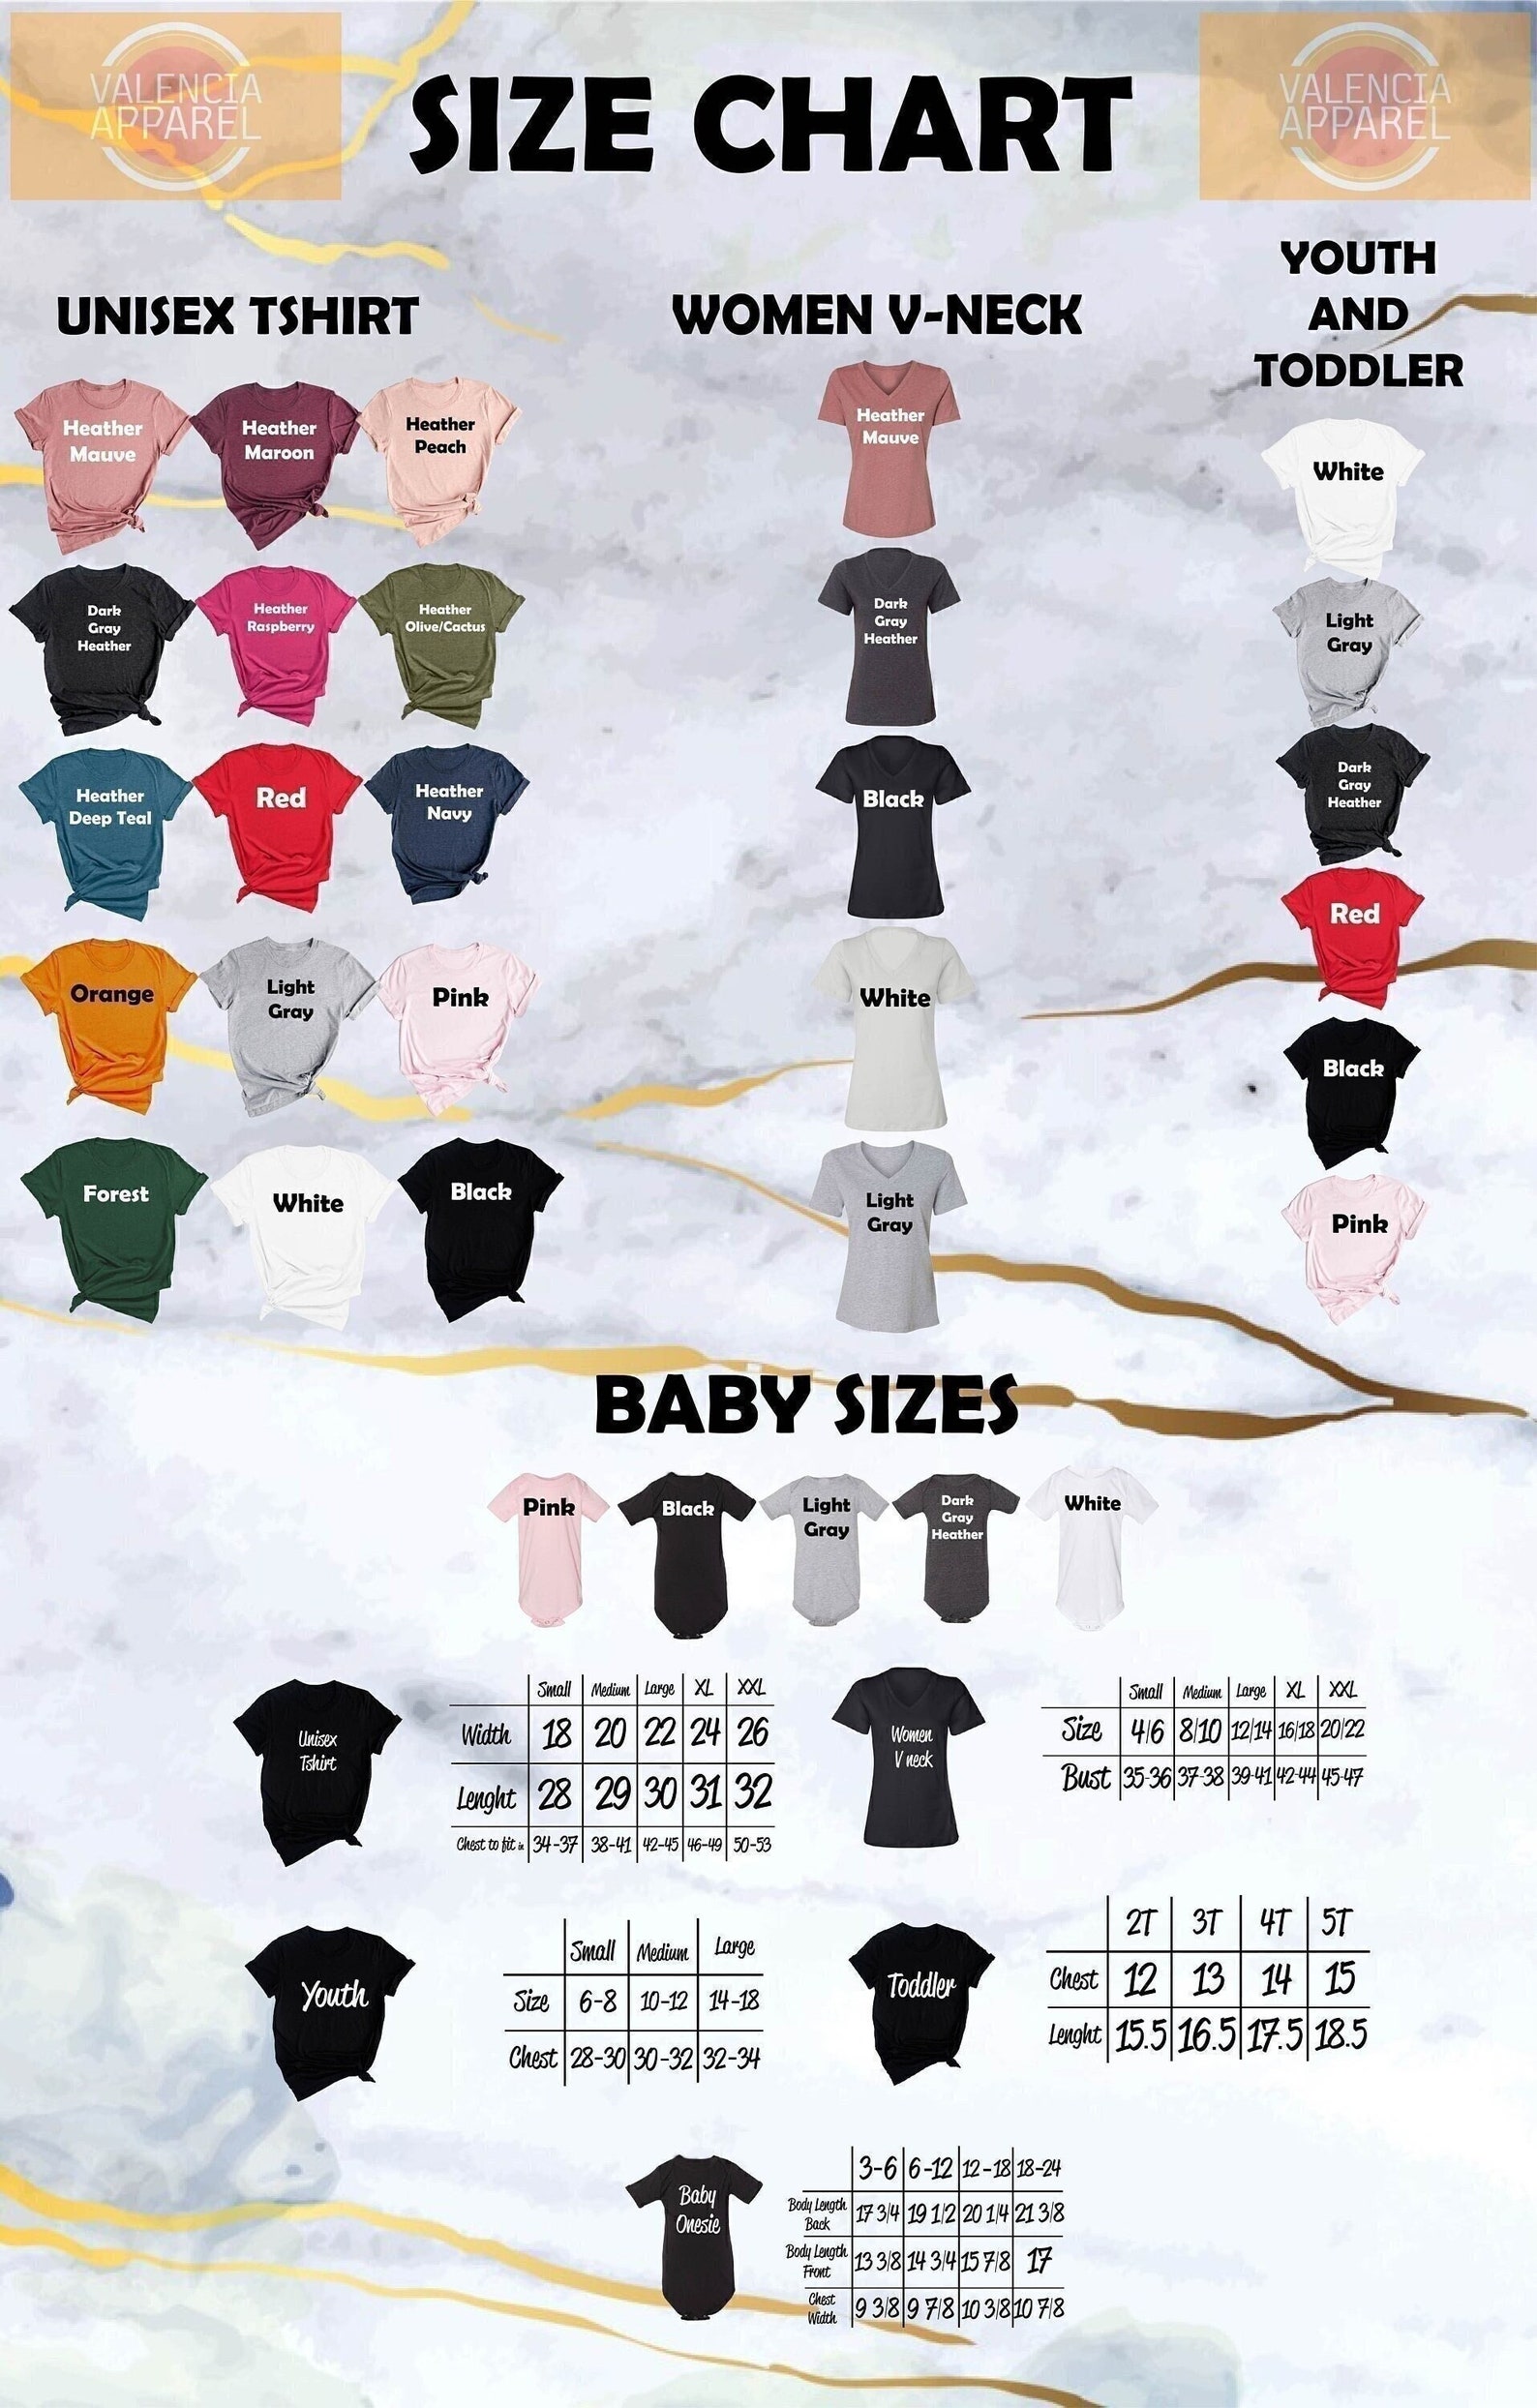 VALENCIA
APPAREL
SIZE CHART
VALENCIA
APPAREL
UNISEX TSHIRT
WOMEN V-NECK
YOUTH
AND
TODDLER
Heather
Mauve
Heather
Maroon
Heather
Peach
Dark
Gray
Heather
Heather
Raspberry
Heather
Olive/Cactus
Heather
Deep Teal
Red
Heather
Navy
Orange
Light
Gray
Pink
Forest
White
Black
Heather
Mauve
Dark
Gray
Heather
Black
White
Light
Gray
White
Light
Gray
Dark
Gray
Heather
Red
Black
Pink
BABY SIZES
Pink
Black
Light
Gray
Dark
Gray
Heather
White
Unisex
Tshirt
Small Medium Large XL XXL
Width 18 20 22 24 26
Lenght 28 29 30 31 32
Chest to fit in 34-37 38-41 42-45 46-49 50-53
Women
V neck
Small Medium Large XL XXL
Size 4/6 8/10 12/14 16/18 20/22
Bust 35-36 37-38 39-41 42-44 45-47
Youth
Small Medium Large
Size 6-8 10-12 14-18
Chest 28-30 30-32 32-34
Toddler
2T 3T 4T 5T
Chest 12 13 14 15
Lenght 15.5 16.5 17.5 18.5
Baby
Onesie
3-6 6-12 12-18 18-24
Body Length
Back 17 3/4 19 1/2 20 1/4 21 3/8
Body Length
Front 13 3/8 14 3/4 15 7/8 17
Chest
Width 9 3/8 9 7/8 10 3/8 10 7/8